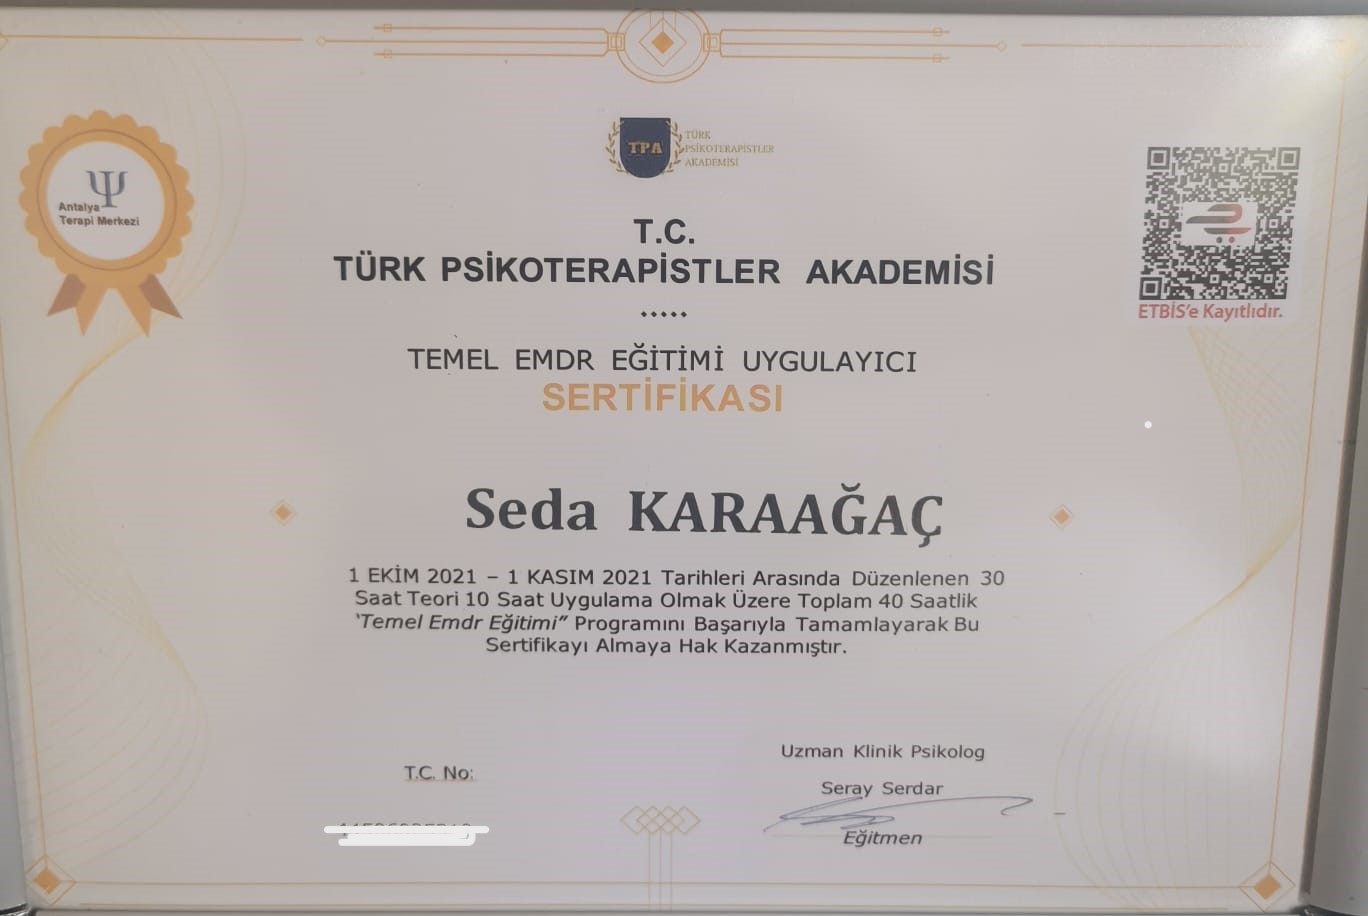 TPA
TÜRK
PSİKOTERAPİSTLER
AKADEMİSİ
Antalya
Terapi Merkezi
T.C.
TÜRK PSİKOTERAPİSTLER AKADEMİSİ
.....
ETBİS'e Kayıtlıdır.
TEMEL EMDR EĞİTİMİ UYGULAYICI
SERTİFİKASI
Seda KARAAĞAÇ
1 EKİM 2021 – 1 KASIM 2021 Tarihleri Arasında Düzenlenen 30
Saat Teori 10 Saat Uygulama Olmak Üzere Toplam 40 Saatlik
‘Temel Emdr Eğitimi” Programını Başarıyla Tamamlayarak Bu
Sertifikayı Almaya Hak Kazanmıştır.
Uzman Klinik Psikolog
T.C. No:
Seray Serdar
Eğitmen